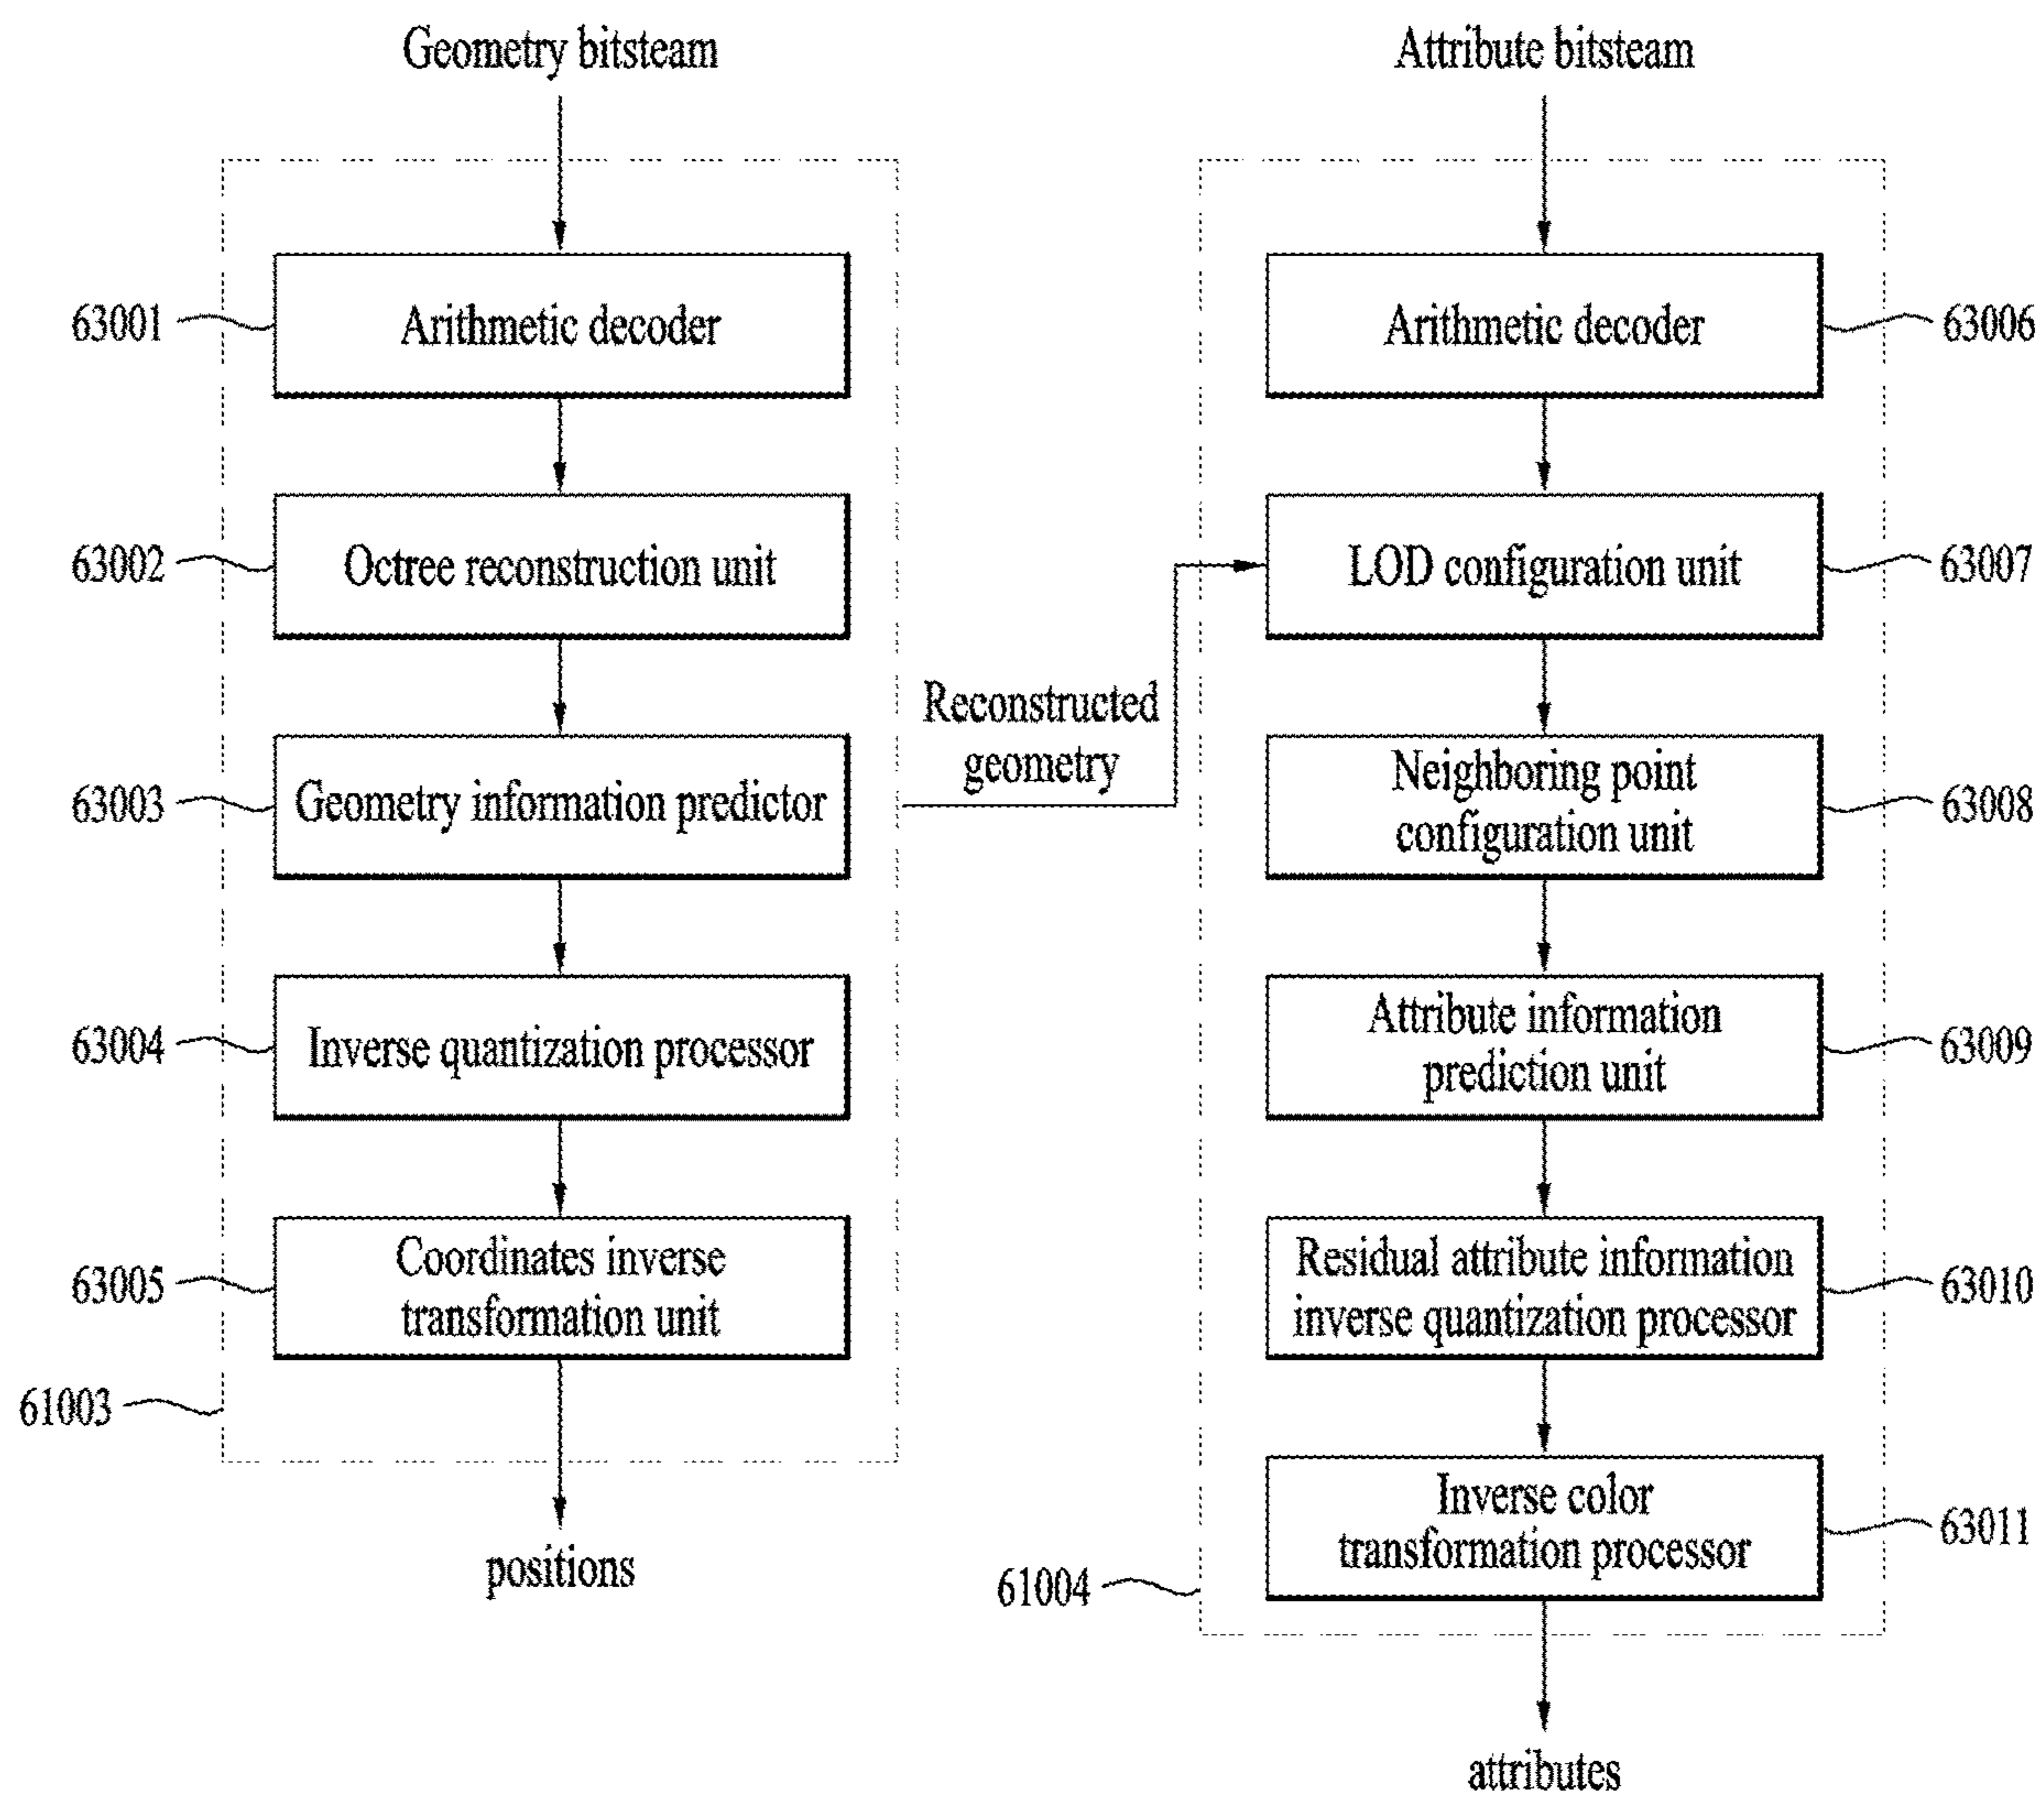 Geometry bitsteam
63001
Arithmetic decoder
63002
Octree reconstruction unit
63003
Geometry information predictor
63004
Inverse quantization processor
63005
Coordinates inverse
transformation unit
61003
positions
Reconstructed
geometry
Attribute bitsteam
Arithmetic decoder
63006
LOD configuration unit
63007
Neighboring point
configuration unit
63008
Attribute information
prediction unit
63009
Residual attribute information
inverse quantization processor
63010
Inverse color
transformation processor
63011
61004
attributes